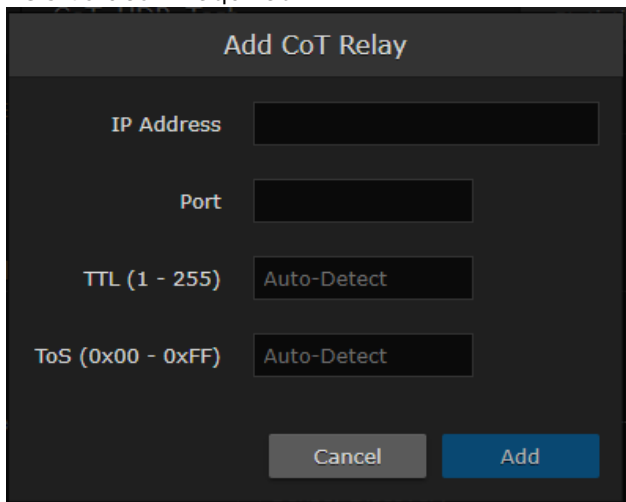 Add CoT Relay
IP Address
Port
TTL (1 - 255)
Auto-Detect
ToS (0x00 - 0xFF)
Auto-Detect
Cancel
Add